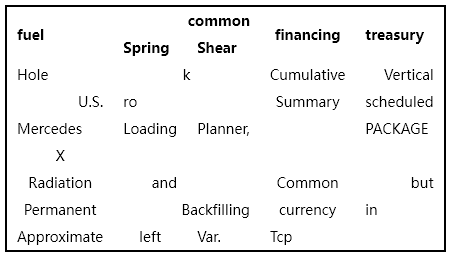 common
fuel financing treasury
Spring Shear
Hole k Cumulative Vertical
U.S. ro Summary scheduled
Mercedes Loading Planner, PACKAGE
X
Radiation and Common but
Permanent Backfilling currency in
Approximate left Var. Tcp